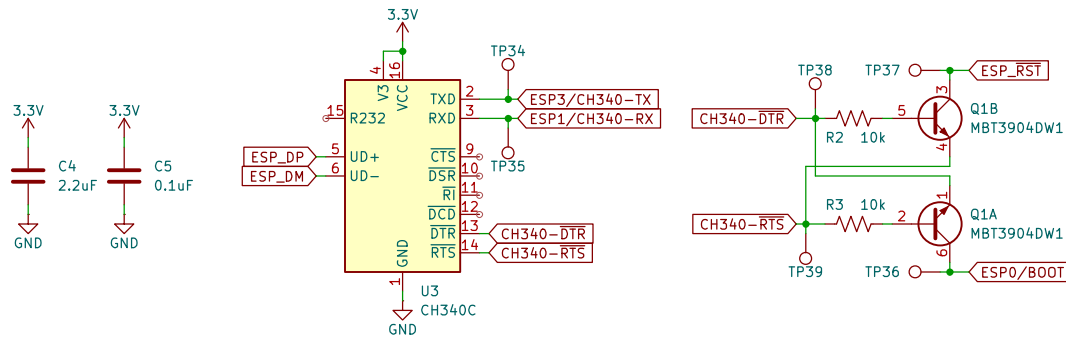 3.3V
C4
2.2uF
GND
3.3V
C5
0.1uF
GND
3.3V
4
16
V3
VCC
15
R232
TXD
2
ESP3/CH340-TX
TP34
RXD
3
ESP1/CH340-RX
TP35
ESP_DP
5
UD+
ESP_DM
6
UD-
CTS
9
DSR
10
RI
11
DCD
12
DTR
13
CH340-DTR
RTS
14
CH340-RTS
GND
1
U3
CH340C
GND
TP38
TP37
ESP_RST
3
CH340-DTR
R2 10k
5
Q1B
MBT3904DW1
4
CH340-RTS
R3 10k
2
1
Q1A
MBT3904DW1
6
TP39
TP36
ESP0/BOOT